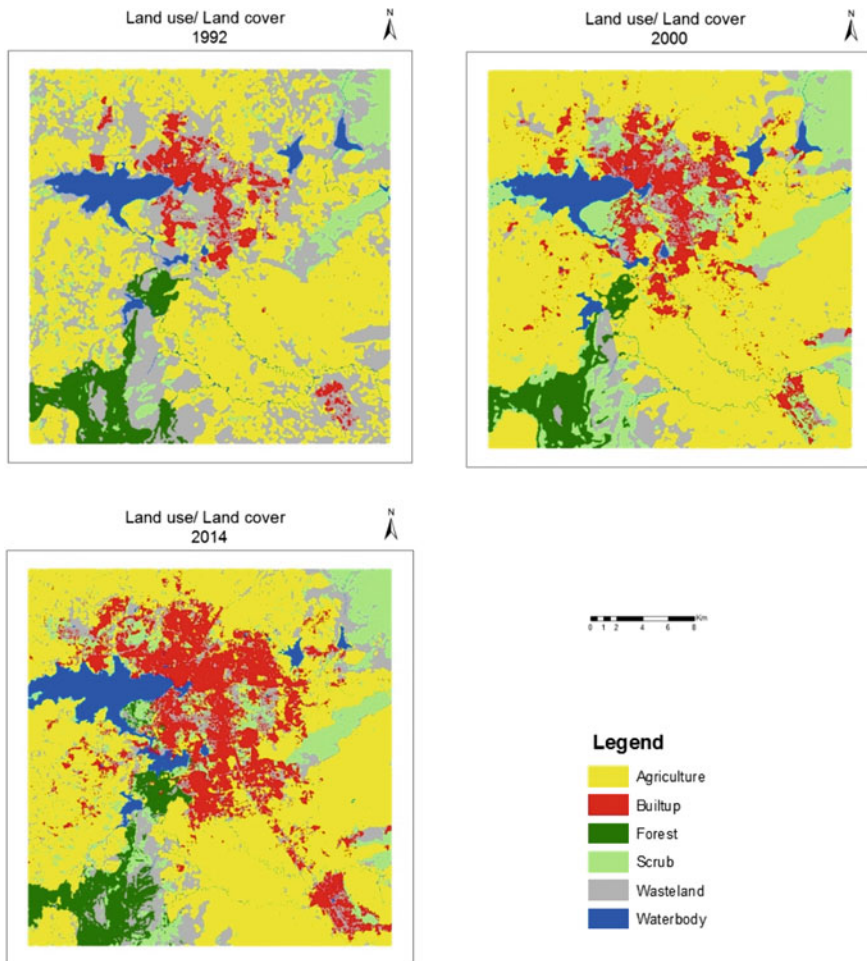 Land use/ Land cover
1992
N
Land use/ Land cover
2000
N
Land use/ Land cover
2014
N
Km
0 1 2 4 6 8
Legend
Agriculture
Builtup
Forest
Scrub
Wasteland
Waterbody